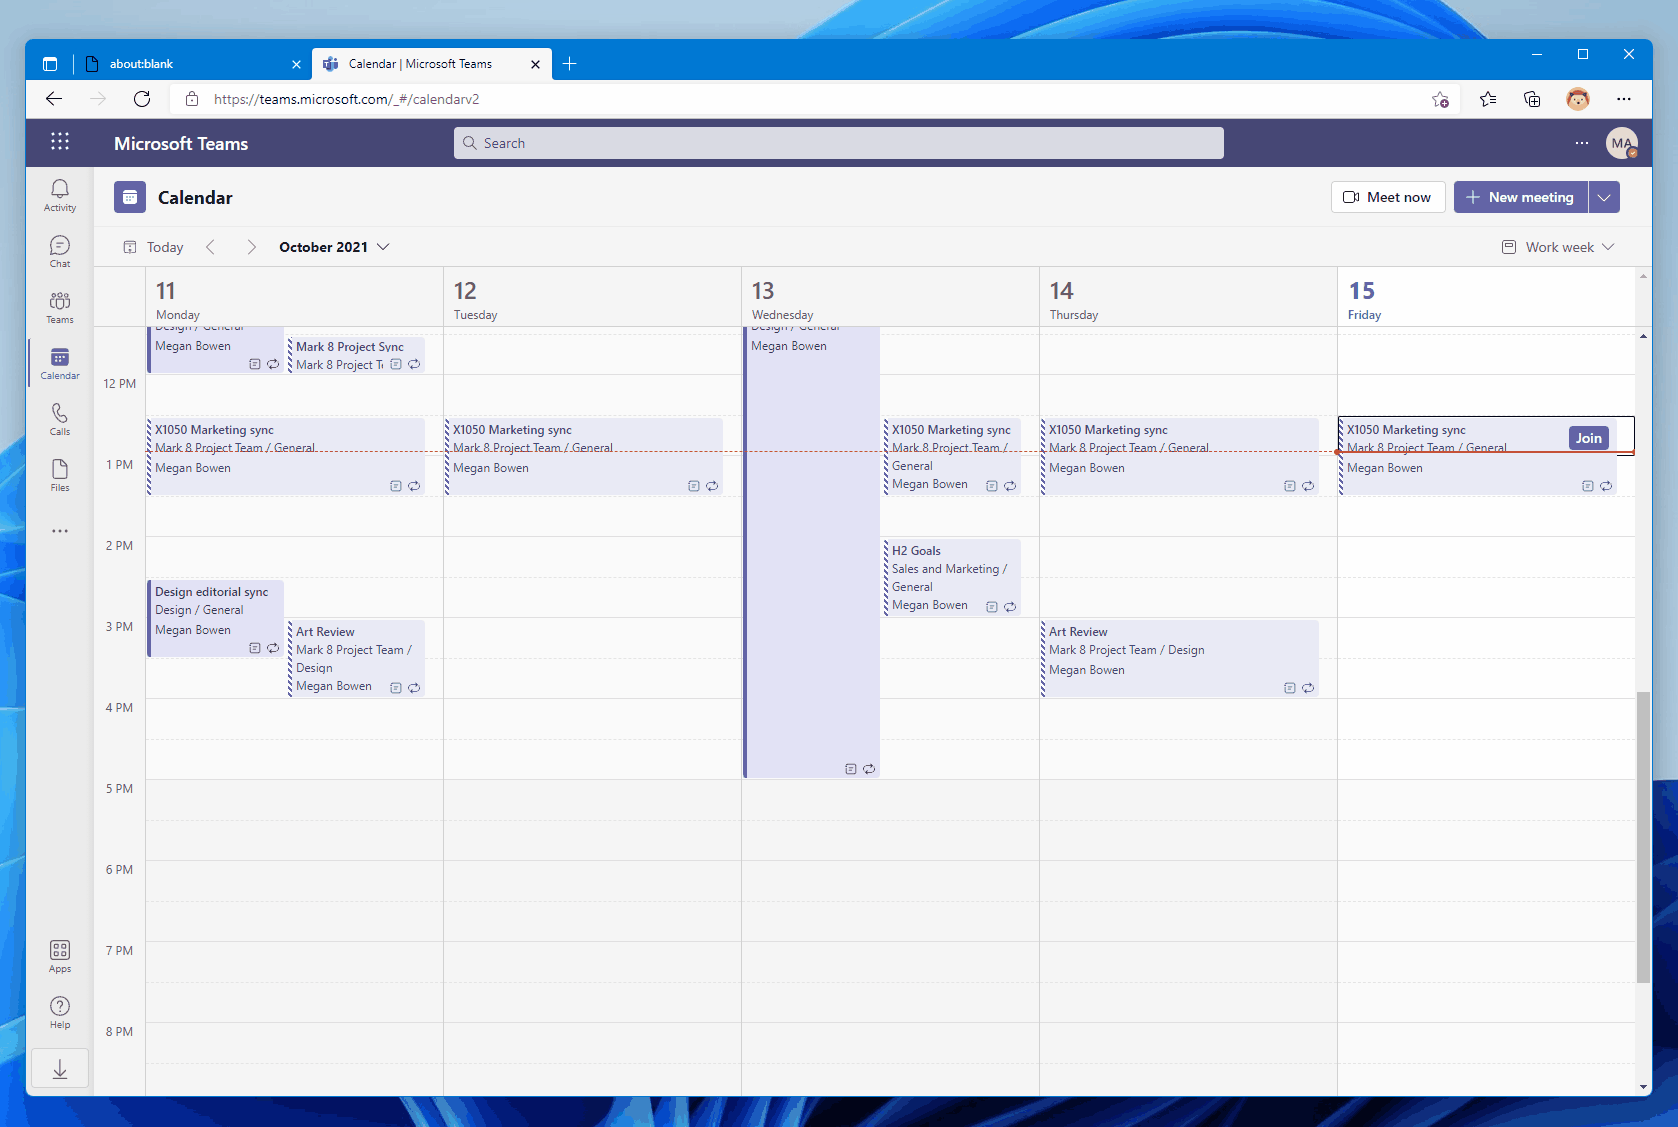 about:blank
Calendar | Microsoft Teams
https://teams.microsoft.com/_#/calendarv2
Microsoft Teams
Search
MA
Activity
Chat
Teams
Calendar
Calls
Files
Apps
Help
Calendar
Meet now
New meeting
Today
October 2021
Work week
11
Monday
12
Tuesday
13
Wednesday
14
Thursday
15
Friday
12 PM
1 PM
2 PM
3 PM
4 PM
5 PM
6 PM
7 PM
8 PM
Design / General
Megan Bowen
Mark 8 Project Sync
Mark 8 Project
X1050 Marketing sync
Mark 8 Project Team / General
Megan Bowen
Design editorial sync
Design / General
Megan Bowen
Art Review
Mark 8 Project Team /
Design
Megan Bowen
X1050 Marketing sync
Mark 8 Project Team / General
Megan Bowen
Design / General
Megan Bowen
X1050 Marketing sync
Mark 8 Project Team /
General
Megan Bowen
H2 Goals
Sales and Marketing /
General
Megan Bowen
X1050 Marketing sync
Mark 8 Project Team / General
Megan Bowen
Art Review
Mark 8 Project Team / Design
Megan Bowen
X1050 Marketing sync
Mark 8 Project Team / General
Megan Bowen
Join